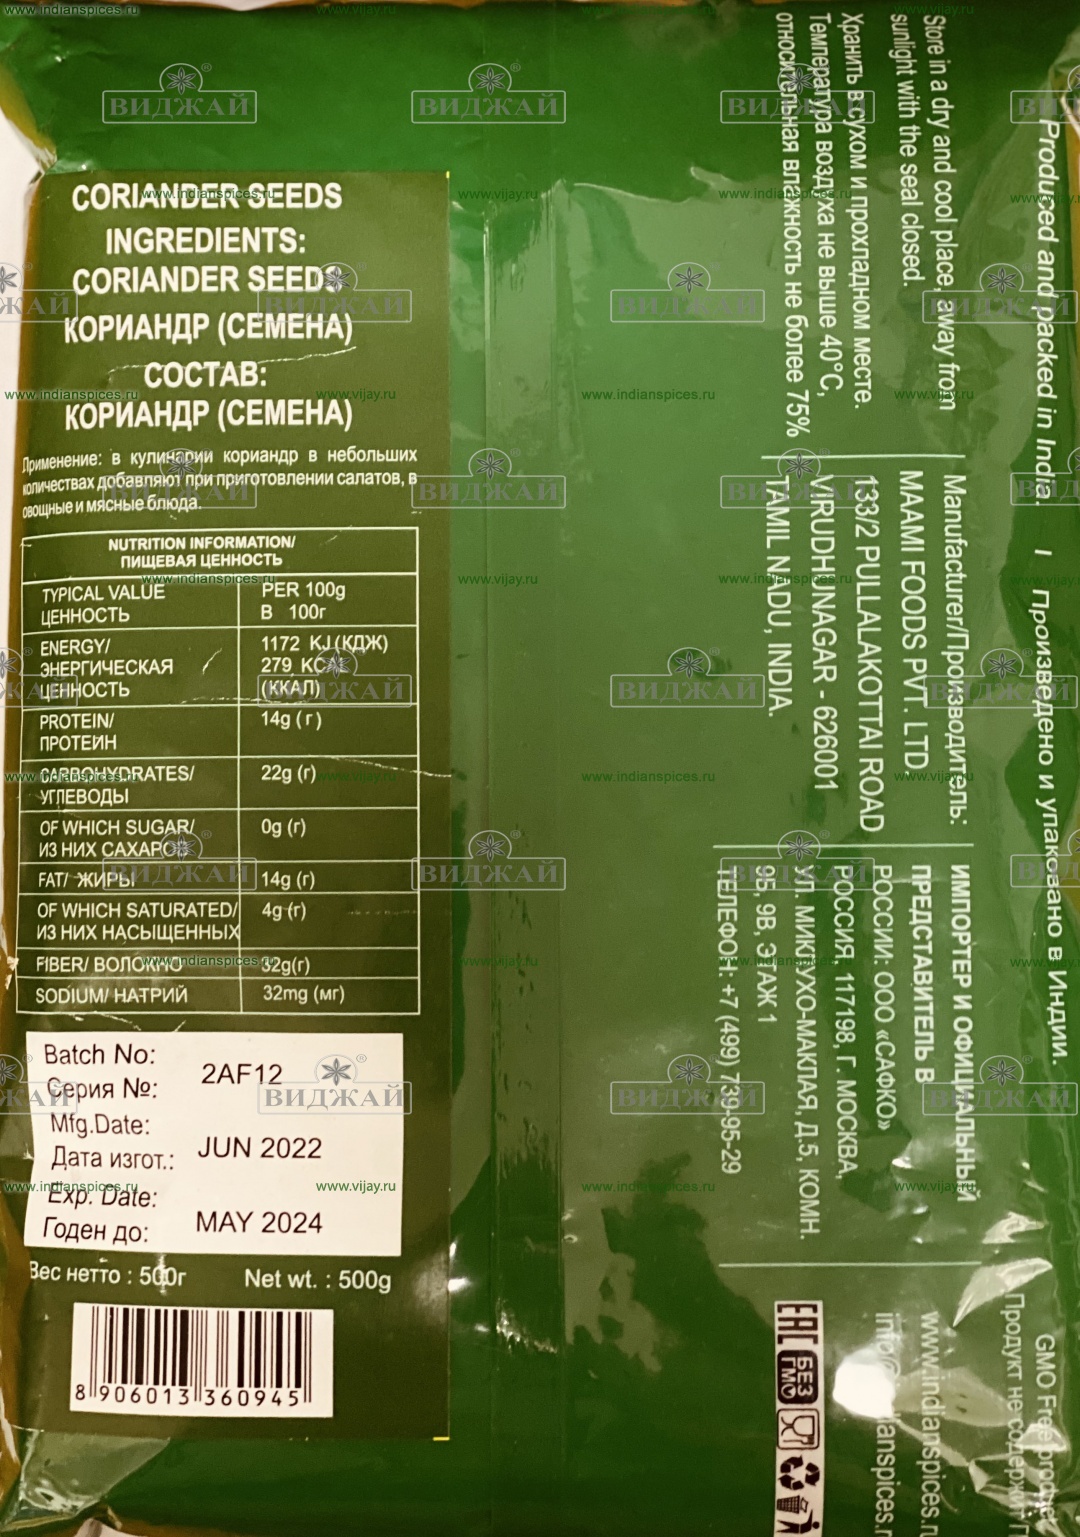 CORIANDER SEEDS
INGREDIENTS:
CORIANDER SEEDS
КОРИАНДР (СЕМЕНА)
СОСТАВ:
КОРИАНДР (СЕМЕНА)
Применение: в кулинарии кориандр в небольших
количествах добавляют при приготовлении салатов, в
овощные и мясные блюда.
NUTRITION INFORMATION/
ПИЩЕВАЯ ЦЕННОСТЬ
TYPICAL VALUE PER 100g
ЦЕННОСТЬ В 100г
ENERGY/ 1172 KJ (КДЖ)
ЭНЕРГИЧЕСКАЯ 279 KCAL
ЦЕННОСТЬ (ККАЛ)
PROTEIN/ 14g (г)
ПРОТЕИН
CARBOHYDRATES/ 22g (г)
УГЛЕВОДЫ
OF WHICH SUGAR/ 0g (г)
ИЗ НИХ САХАРОВ
FAT/ ЖИРЫ 14g (г)
OF WHICH SATURATED/ 4g (г)
ИЗ НИХ НАСЫЩЕННЫХ
FIBER/ ВОЛОКНО 32g(г)
SODIUM/ НАТРИЙ 32mg (мг)
Batch No: 2AF12
Серия №:
Mfg.Date: JUN 2022
Дата изгот.:
Exp. Date: MAY 2024
Годен до:
Вес нетто : 500г Net wt. : 500g
8 906013 360945
Prodused and packed in India. I Произведено и упаковано в Индии.
Store in a dry and cool place, away from
sunlight with the seal closed.
Хранить в сухом и прохладном месте.
Температура воздуха не выше 40°C,
относительная влажность не более 75%
Manufacturer/Производитель:
MAAMI FOODS PVT. LTD
133/2 PULLALAKOTTAI ROAD
VIRUDHUNAGAR - 626001
TAMIL NADU, INDIA.
ИМПОРТЕР И ОФИЦИАЛЬНЫЙ
ПРЕДСТАВИТЕЛЬ В
РОССИИ: ООО «САФКО»
РОССИЯ, 117198, Г. МОСКВА,
УЛ. МИКЛУХО-МАКЛАЯ, Д.5, КОМН.
9Б, 9В, ЭТАЖ 1
ТЕЛЕФОН: +7 (499) 739-95-29
GMO Free product
Продукт не содержит
www.indianspices.r
EAC
БЕЗ
ГМО
ВИДЖАЙ
www.indianspices.ru
www.vijay.ru